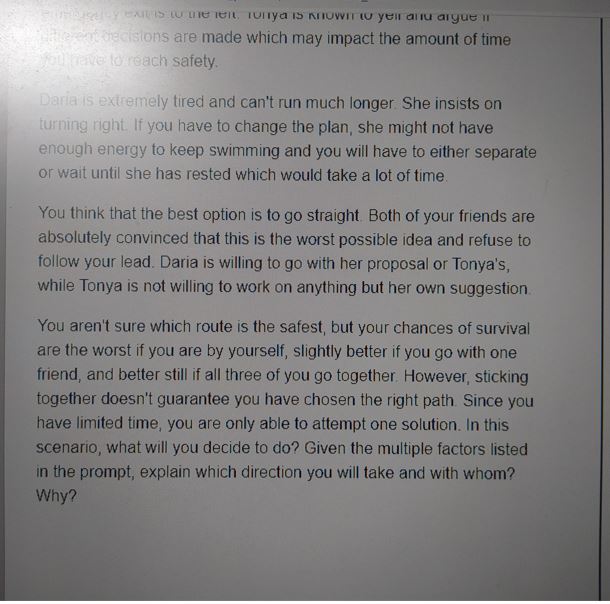 exit is to the left. Tonya is known to yell and argue if
different decisions are made which may impact the amount of time
you have to reach safety.
Daria is extremely tired and can't run much longer. She insists on
turning right. If you have to change the plan, she might not have
enough energy to keep swimming and you will have to either separate
or wait until she has rested which would take a lot of time.
You think that the best option is to go straight. Both of your friends are
absolutely convinced that this is the worst possible idea and refuse to
follow your lead. Daria is willing to go with her proposal or Tonya's,
while Tonya is not willing to work on anything but her own suggestion.
You aren't sure which route is the safest, but your chances of survival
are the worst if you are by yourself, slightly better if you go with one
friend, and better still if all three of you go together. However, sticking
together doesn't guarantee you have chosen the right path. Since you
have limited time, you are only able to attempt one solution. In this
scenario, what will you decide to do? Given the multiple factors listed
in the prompt, explain which direction you will take and with whom?
Why?